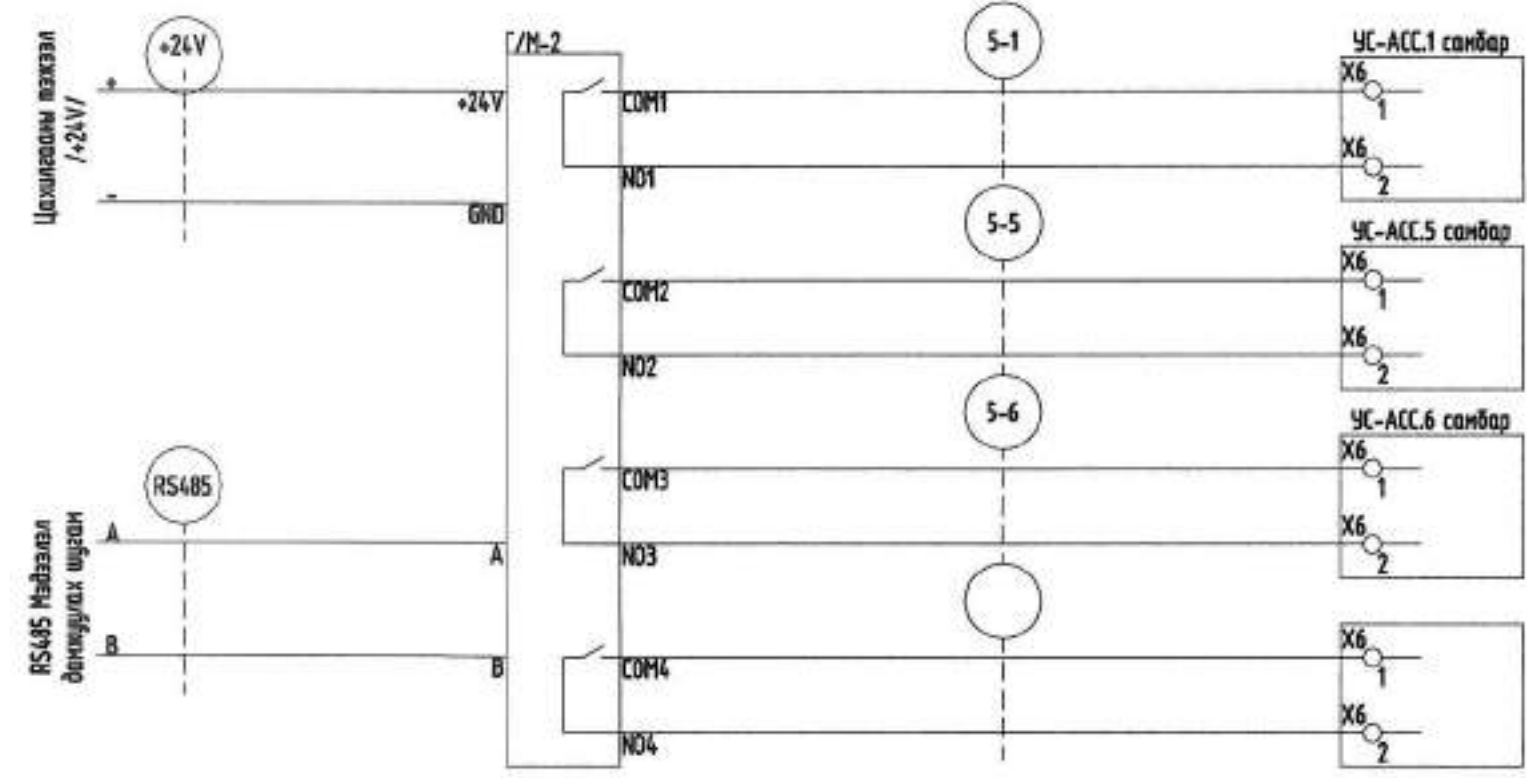 Цахилгааны тэжээл
/+24V/
+24V
+
-
+24V
GND
RS485 Мэдээлэл
дамжуулах шугам
RS485
A
B
A
B
Г/М-2
COM1
NO1
COM2
NO2
COM3
NO3
COM4
NO4
5-1
5-5
5-6
УС-АСС.1 самбар
X6
1
X6
2
УС-АСС.5 самбар
X6
1
X6
2
УС-АСС.6 самбар
X6
1
X6
2
X6
1
X6
2